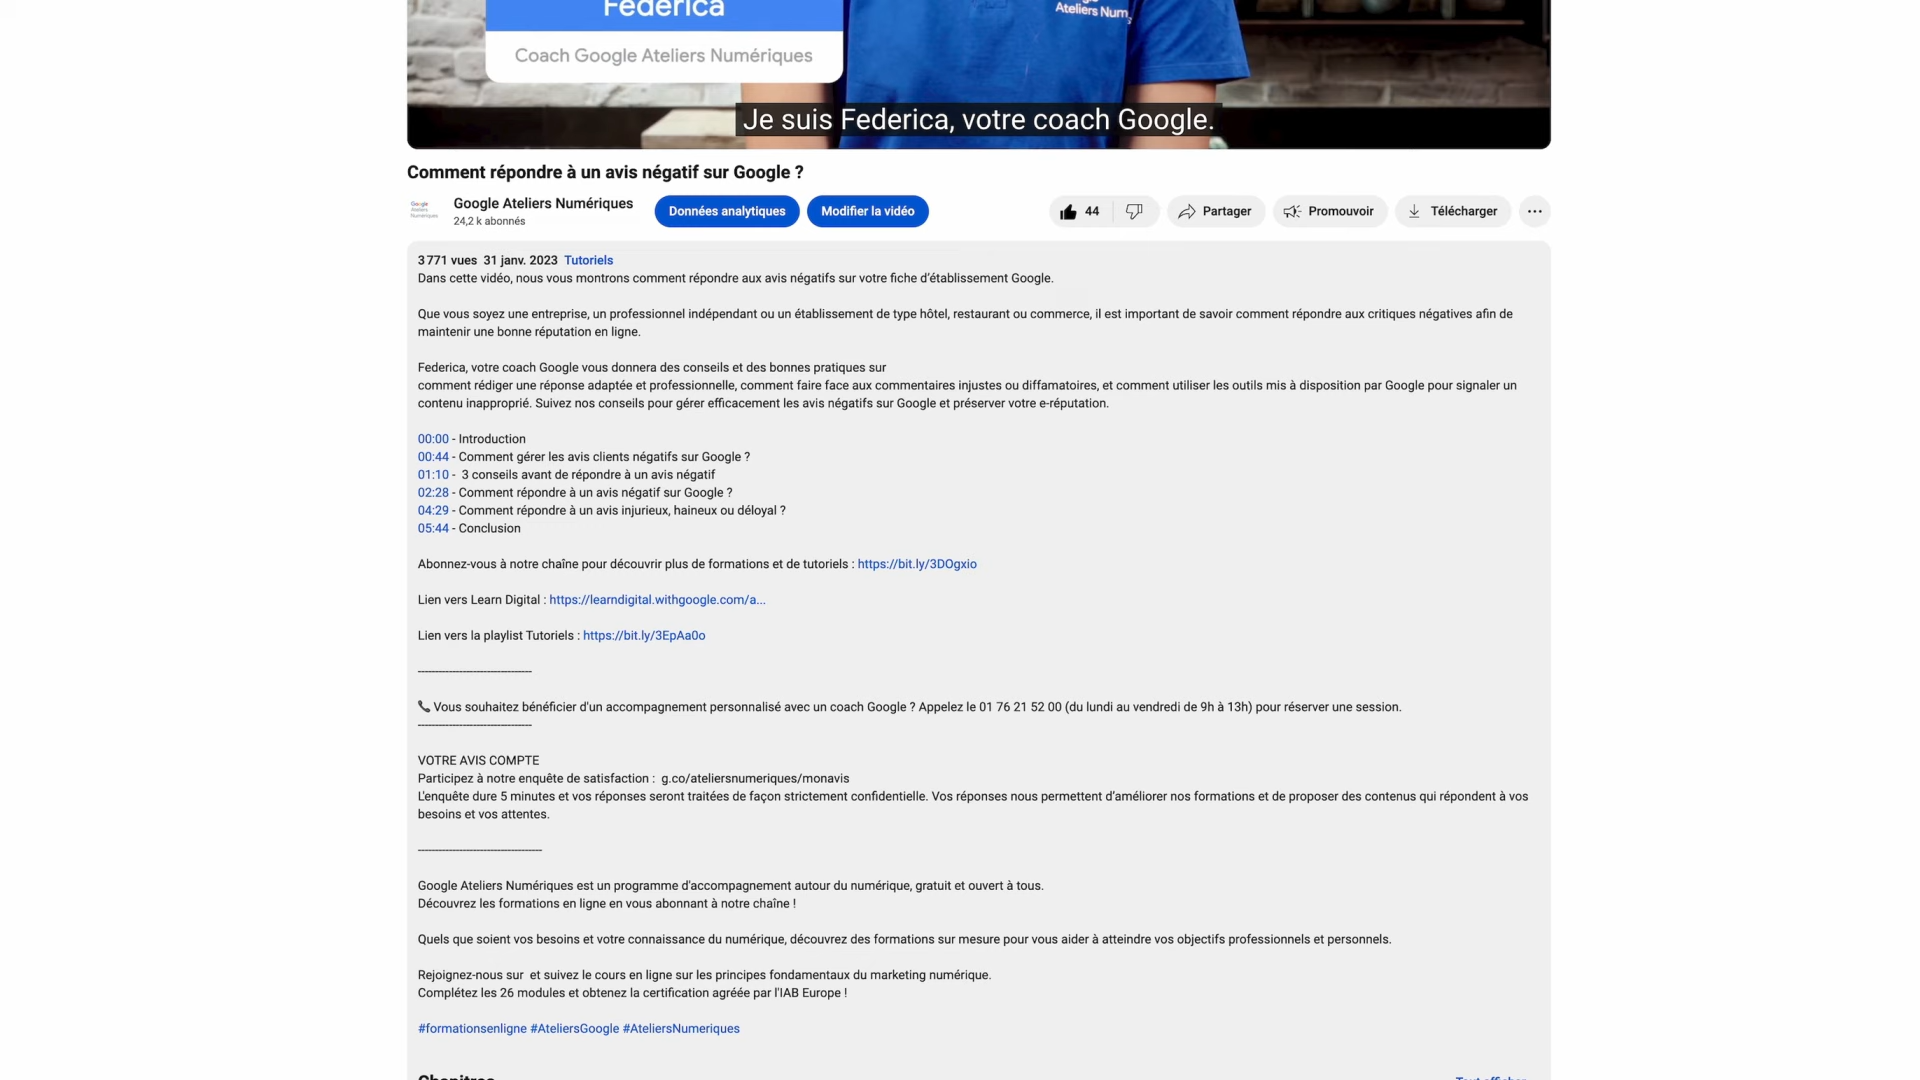 Federica
Coach Google Ateliers Numériques
Ateliers Num
Je suis Federica, votre coach Google.
Comment répondre à un avis négatif sur Google ?
Google Ateliers Numériques
Google Ateliers Numériques
24,2 k abonnés
Données analytiques
Modifier la vidéo
44
Partager
Promouvoir
Télécharger
3 771 vues 31 janv. 2023 Tutoriels
Dans cette vidéo, nous vous montrons comment répondre aux avis négatifs sur votre fiche d’établissement Google.
Que vous soyez une entreprise, un professionnel indépendant ou un établissement de type hôtel, restaurant ou commerce, il est important de savoir comment répondre aux critiques négatives afin de
maintenir une bonne réputation en ligne.
Federica, votre coach Google vous donnera des conseils et des bonnes pratiques sur
comment rédiger une réponse adaptée et professionnelle, comment faire face aux commentaires injustes ou diffamatoires, et comment utiliser les outils mis à disposition par Google pour signaler un
contenu inapproprié. Suivez nos conseils pour gérer efficacement les avis négatifs sur Google et préserver votre e-réputation.
00:00 - Introduction
00:44 - Comment gérer les avis clients négatifs sur Google ?
01:10 - 3 conseils avant de répondre à un avis négatif
02:28 - Comment répondre à un avis négatif sur Google ?
04:29 - Comment répondre à un avis injurieux, haineux ou déloyal ?
05:44 - Conclusion
Abonnez-vous à notre chaîne pour découvrir plus de formations et de tutoriels : https://bit.ly/3DOgxio
Lien vers Learn Digital : https://learndigital.withgoogle.com/a...
Lien vers la playlist Tutoriels : https://bit.ly/3EpAa0o
--------------------------------
📞 Vous souhaitez bénéficier d'un accompagnement personnalisé avec un coach Google ? Appelez le 01 76 21 52 00 (du lundi au vendredi de 9h à 13h) pour réserver une session.
--------------------------------
VOTRE AVIS COMPTE
Participez à notre enquête de satisfaction : g.co/ateliersnumeriques/monavis
L'enquête dure 5 minutes et vos réponses seront traitées de façon strictement confidentielle. Vos réponses nous permettent d’améliorer nos formations et de proposer des contenus qui répondent à vos
besoins et vos attentes.
-----------------------------------
Google Ateliers Numériques est un programme d'accompagnement autour du numérique, gratuit et ouvert à tous.
Découvrez les formations en ligne en vous abonnant à notre chaîne !
Quels que soient vos besoins et votre connaissance du numérique, découvrez des formations sur mesure pour vous aider à atteindre vos objectifs professionnels et personnels.
Rejoignez-nous sur et suivez le cours en ligne sur les principes fondamentaux du marketing numérique.
Complétez les 26 modules et obtenez la certification agréée par l'IAB Europe !
#formationsenligne #AteliersGoogle #AteliersNumeriques
Chapitres
Tout afficher